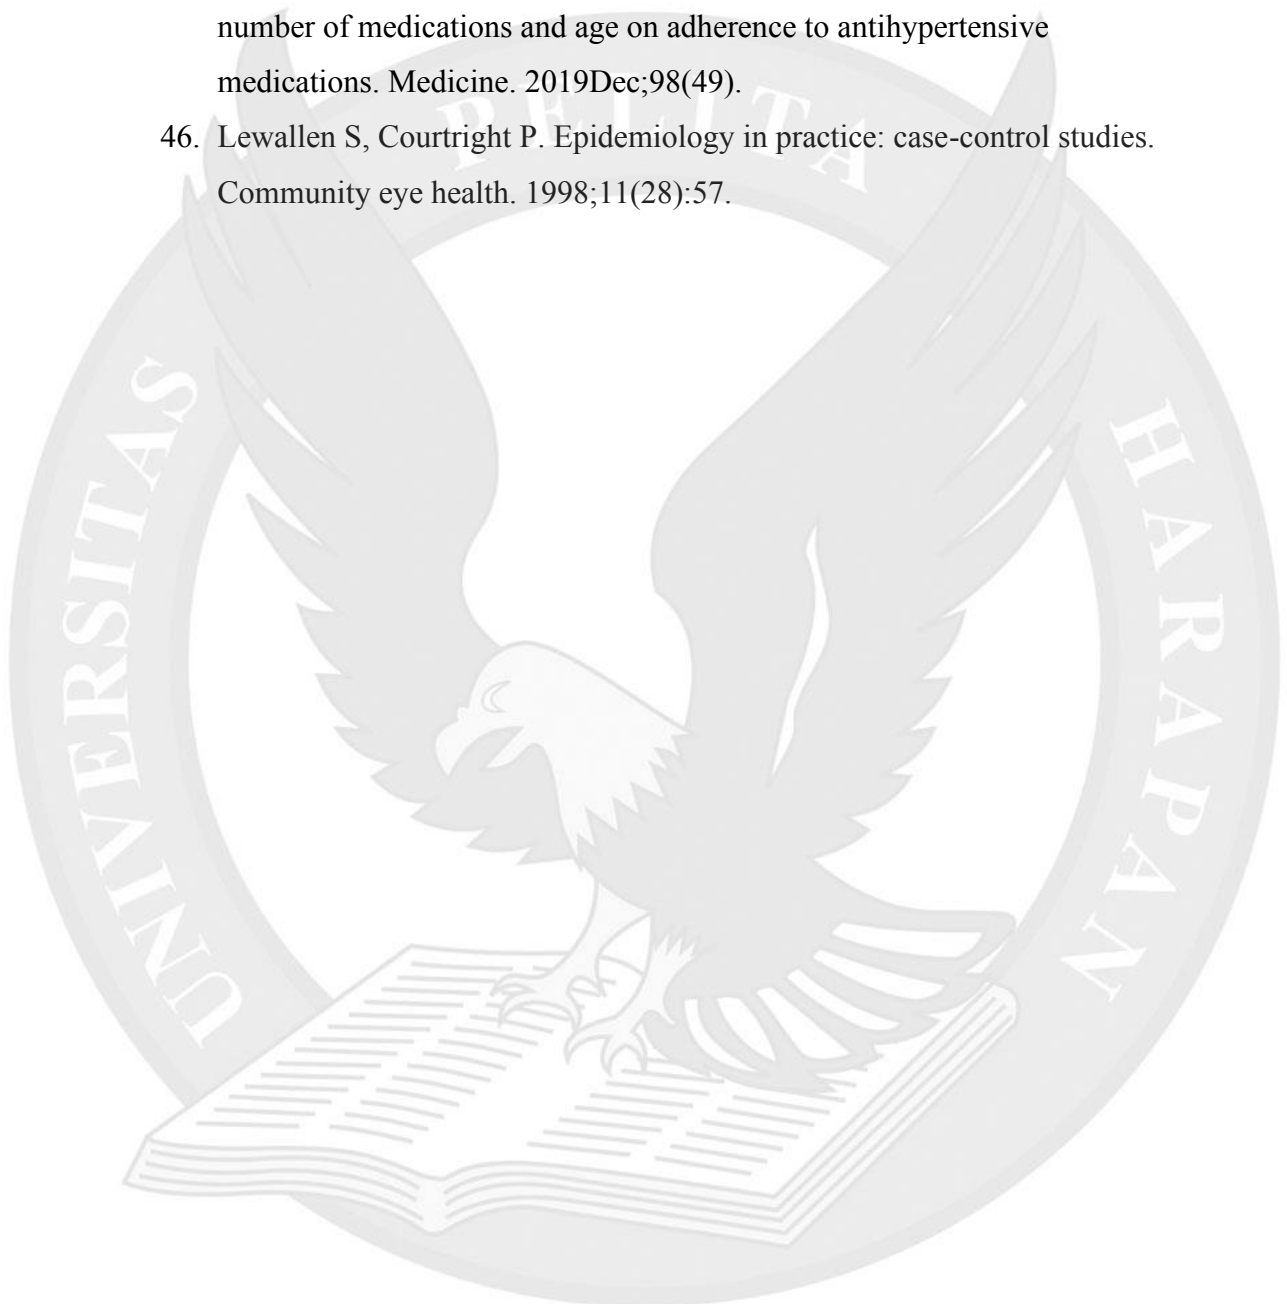 number of medications and age on adherence to antihypertensive
medications. Medicine. 2019Dec;98(49).
46. Lewallen S, Courtright P. Epidemiology in practice: case-control studies.
Community eye health. 1998;11(28):57.
UNIVERSITAS PELITA HARAPAN